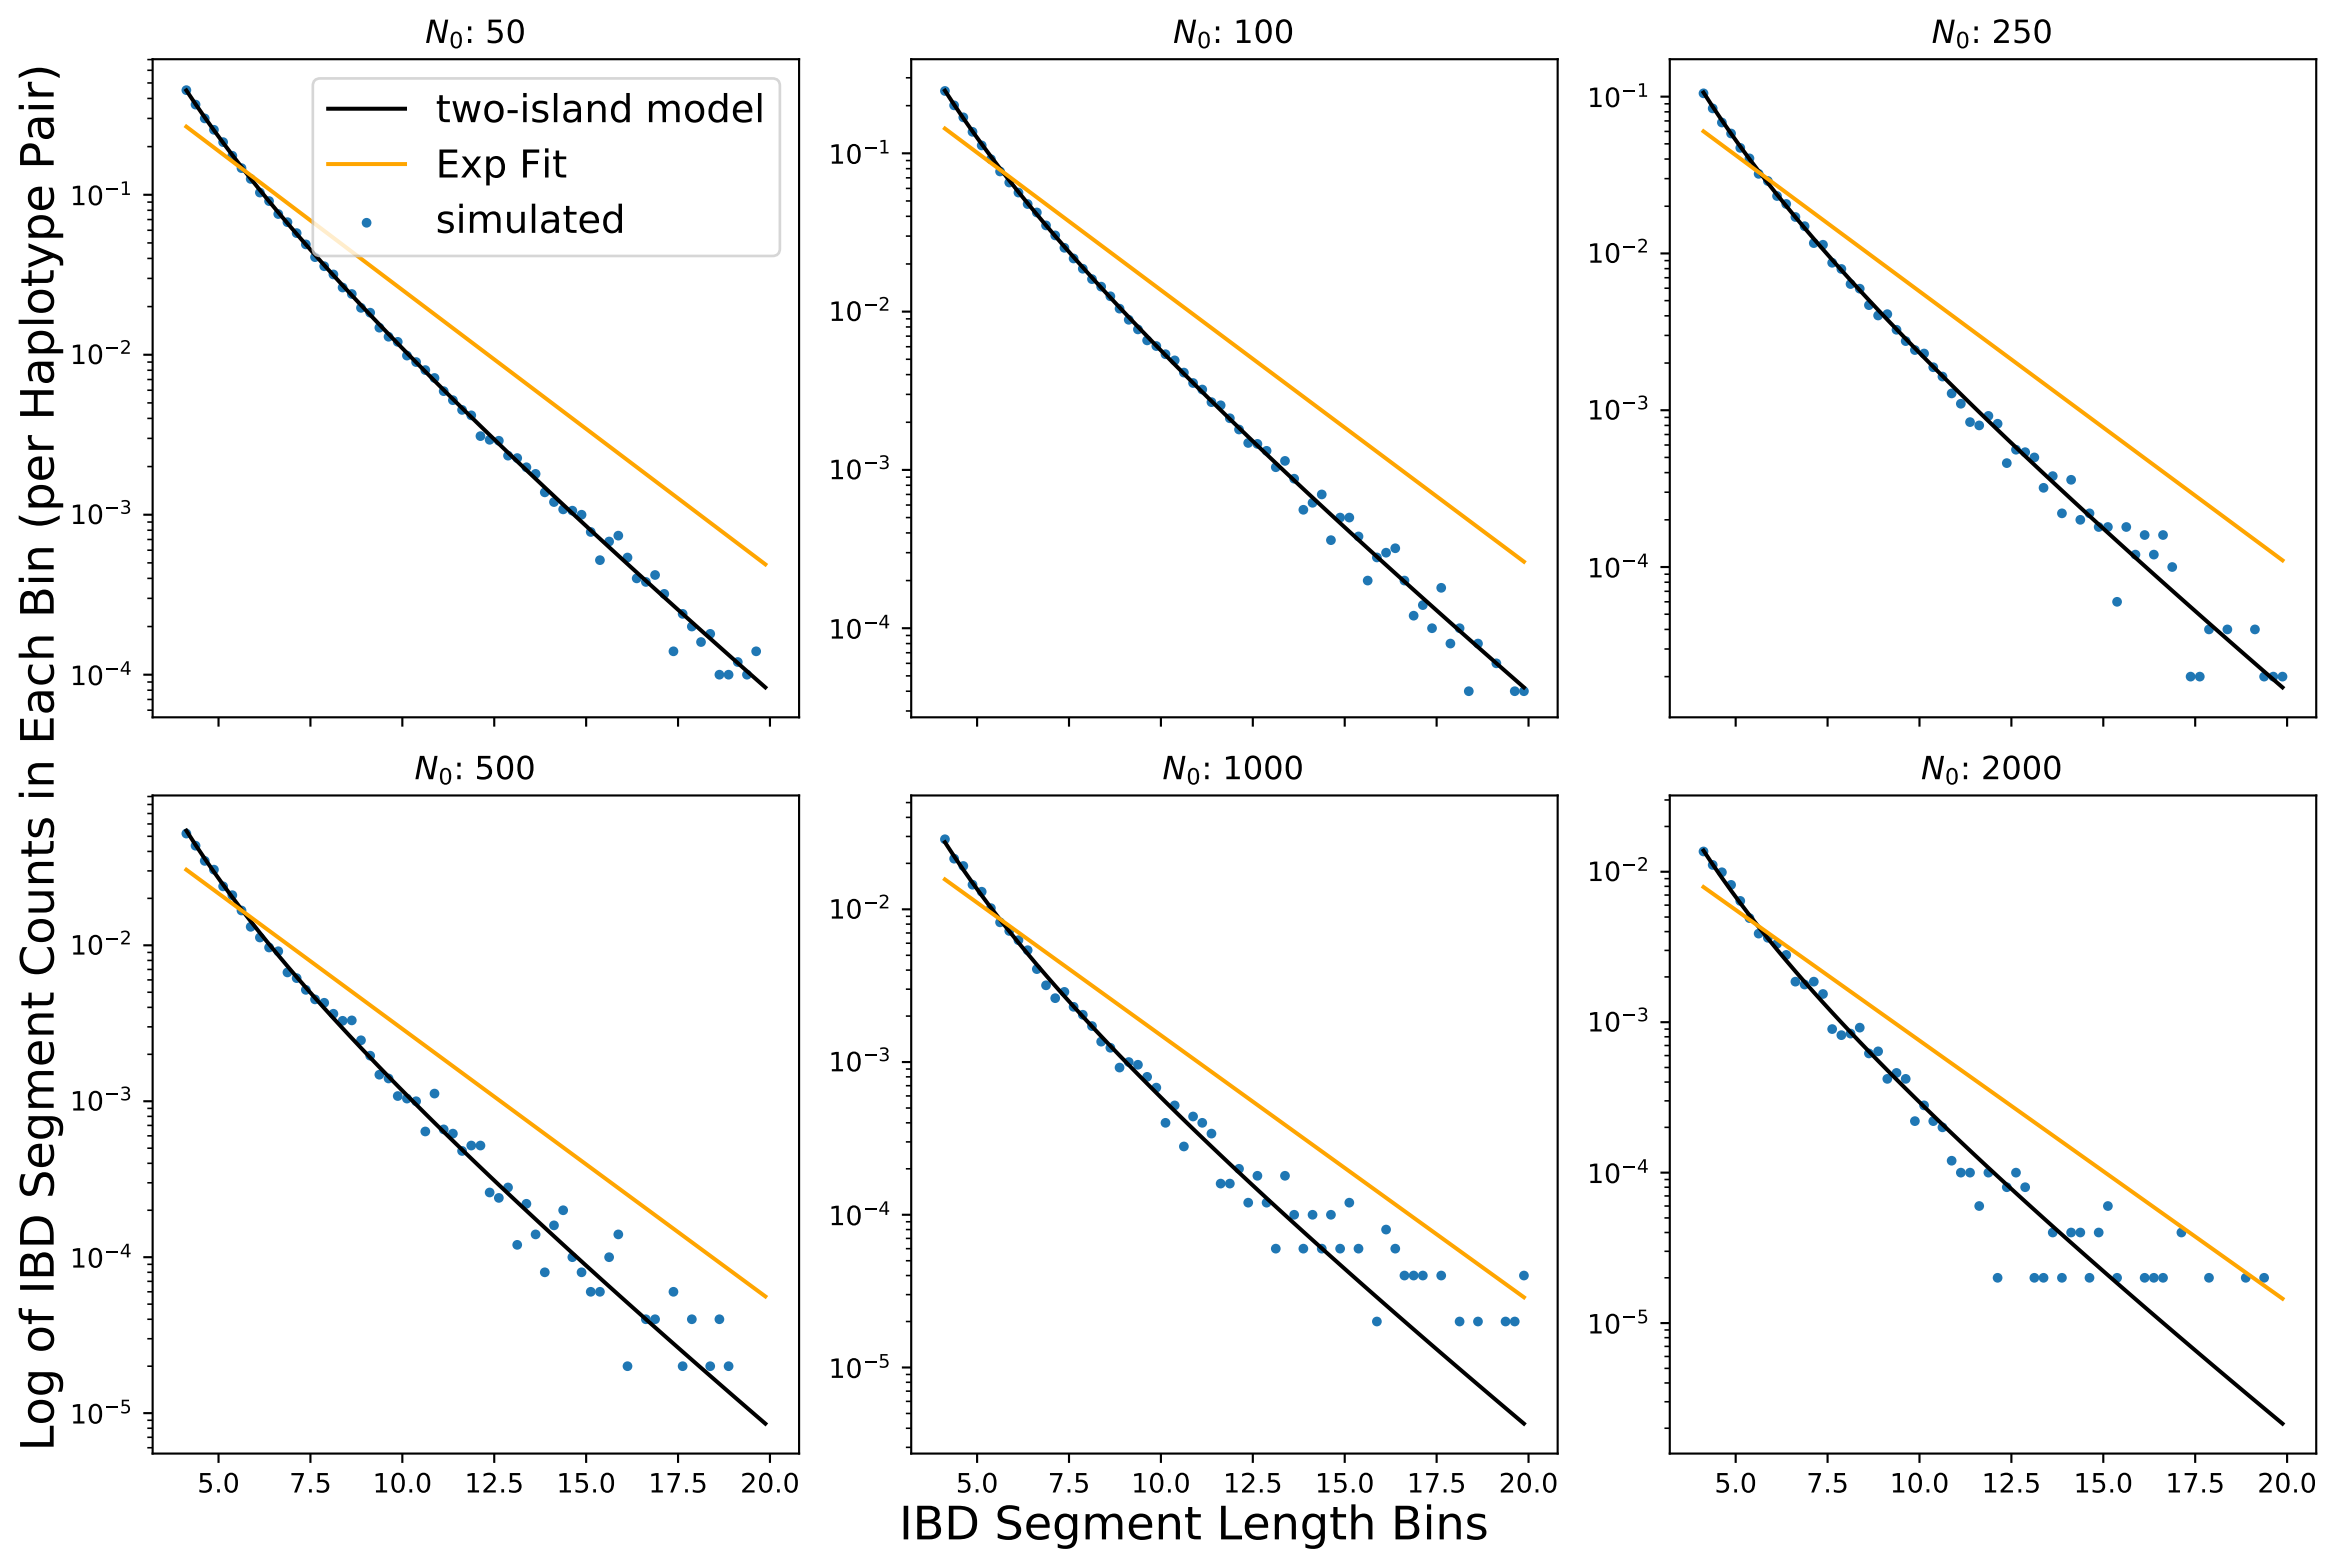 N₀: 50
N₀: 100
N₀: 250
two-island model
Exp Fit
simulated
10⁻¹
10⁻²
10⁻³
10⁻⁴
10⁻¹
10⁻²
10⁻³
10⁻⁴
10⁻¹
10⁻²
10⁻³
10⁻⁴
Log of IBD Segment Counts in Each Bin (per Haplotype Pair)
N₀: 500
N₀: 1000
N₀: 2000
10⁻²
10⁻³
10⁻⁴
10⁻⁵
10⁻²
10⁻³
10⁻⁴
10⁻⁵
10⁻²
10⁻³
10⁻⁴
10⁻⁵
5.0 7.5 10.0 12.5 15.0 17.5 20.0
5.0 7.5 10.0 12.5 15.0 17.5 20.0
5.0 7.5 10.0 12.5 15.0 17.5 20.0
IBD Segment Length Bins